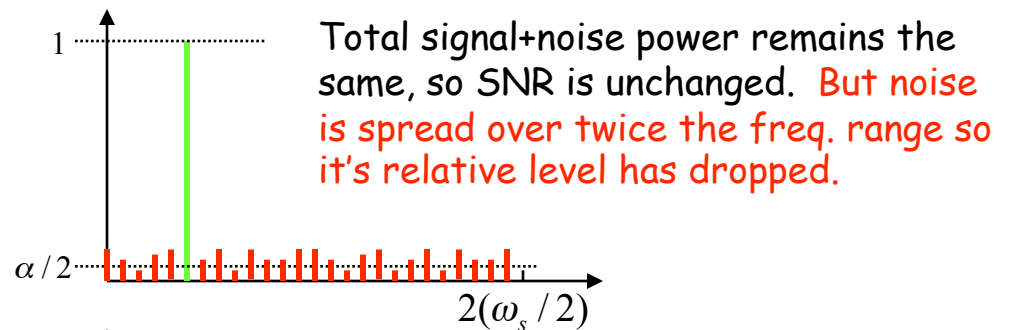 1
Total signal+noise power remains the
same, so SNR is unchanged. But noise
is spread over twice the freq. range so
it's relative level has dropped.
α / 2
2(ωₛ / 2)